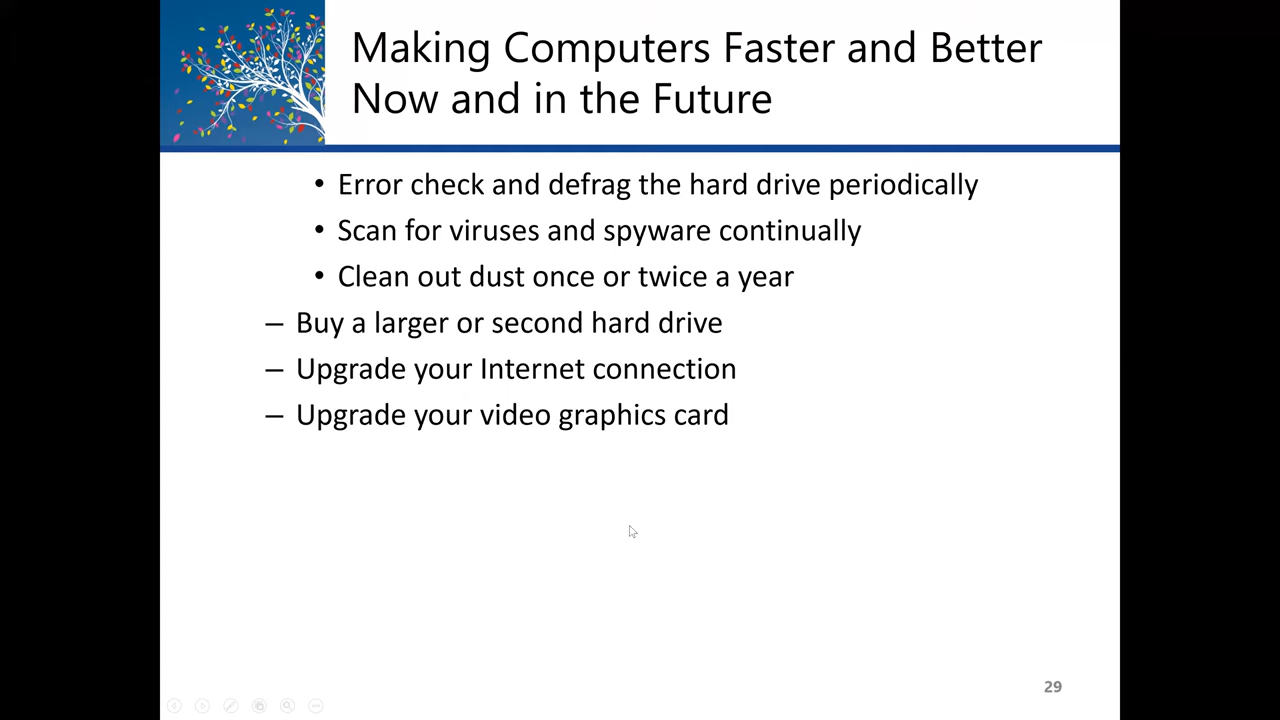 Making Computers Faster and Better
Now and in the Future
• Error check and defrag the hard drive periodically
• Scan for viruses and spyware continually
• Clean out dust once or twice a year
– Buy a larger or second hard drive
– Upgrade your Internet connection
– Upgrade your video graphics card
29